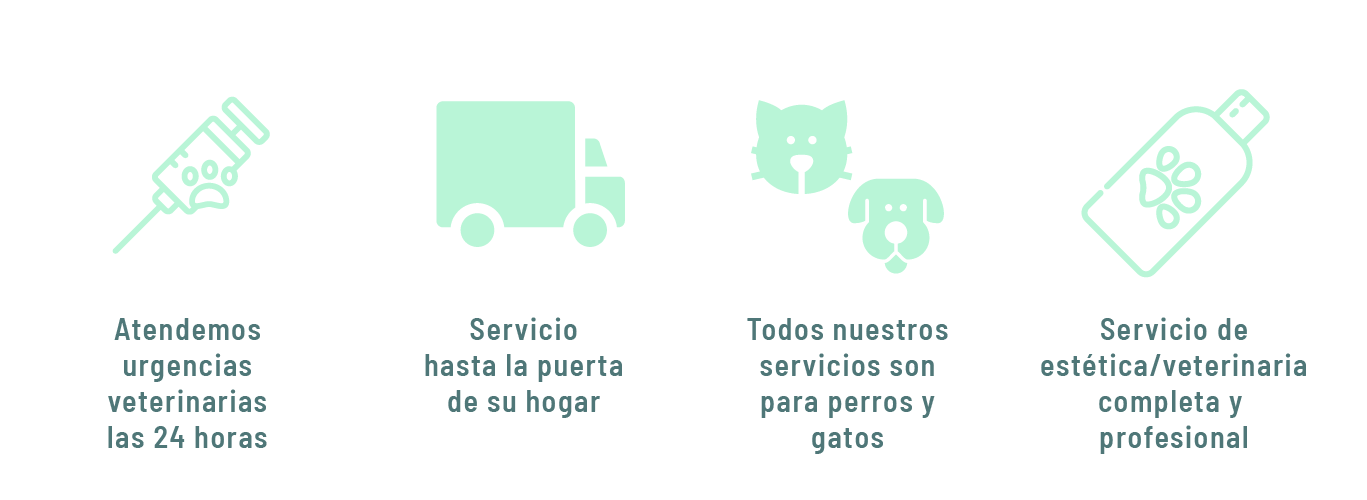 Atendemos
urgencias
veterinarias
las 24 horas
Servicio
hasta la puerta
de su hogar
Todos nuestros
servicios son
para perros y
gatos
Servicio de
estética/veterinaria
completa y
profesional